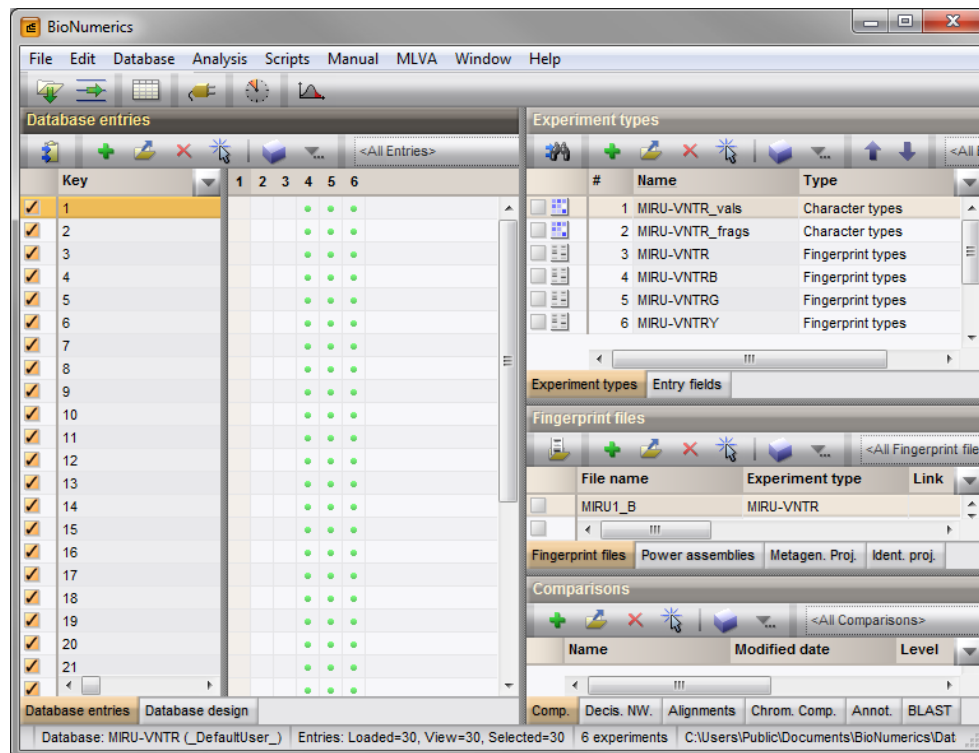 BioNumerics
File Edit Database Analysis Scripts Manual MLVA Window Help
Database entries
<All Entries>
Key 1 2 3 4 5 6
1
2
3
4
5
6
7
8
9
10
11
12
13
14
15
16
17
18
19
20
21
Database entries Database design
Experiment types
<All
# Name Type
1 MIRU-VNTR_vals Character types
2 MIRU-VNTR_frags Character types
3 MIRU-VNTR Fingerprint types
4 MIRU-VNTRB Fingerprint types
5 MIRU-VNTRG Fingerprint types
6 MIRU-VNTRY Fingerprint types
Experiment types Entry fields
Fingerprint files
<All Fingerprint file
File name Experiment type Link
MIRU1_B MIRU-VNTR
Fingerprint files Power assemblies Metagen. Proj. Ident. proj.
Comparisons
<All Comparisons>
Name Modified date Level
Comp. Decis. NW. Alignments Chrom. Comp. Annot. BLAST
Database: MIRU-VNTR (_DefaultUser_) Entries: Loaded=30, View=30, Selected=30 6 experiments C:\Users\Public\Documents\BioNumerics\Dat